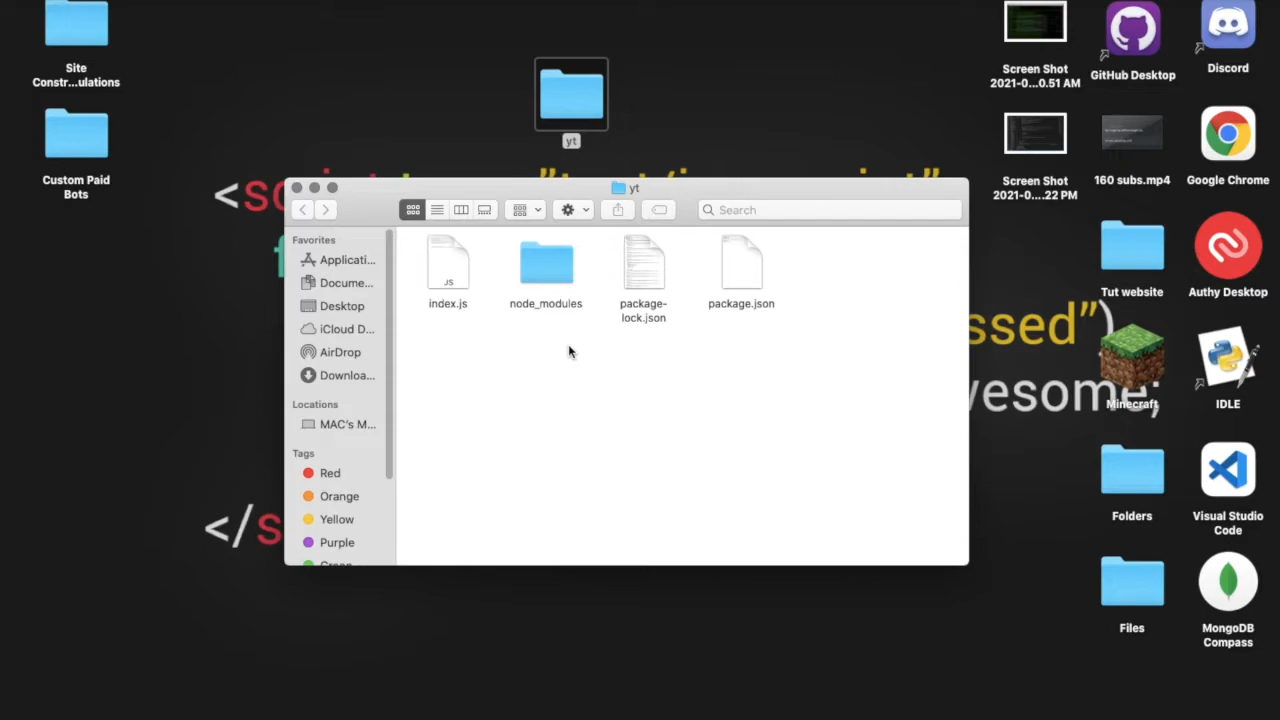 Site
Constr...ulations
Custom Paid
Bots
yt
Screen Shot
2021-0...0.51 AM
GitHub Desktop
Discord
Screen Shot
2021-0....22 PM
160 subs.mp4
Google Chrome
Tut website
Authy Desktop
Minecraft
IDLE
Folders
Visual Studio
Code
Files
MongoDB
Compass
<sc
ssed")
vesome;
</s
yt
Search
Favorites
Applicati...
Docume...
Desktop
iCloud D...
AirDrop
Downloa...
Locations
MAC's M...
Tags
Red
Orange
Yellow
Purple
Green
JS
index.js
node_modules
package-
lock.json
package.json